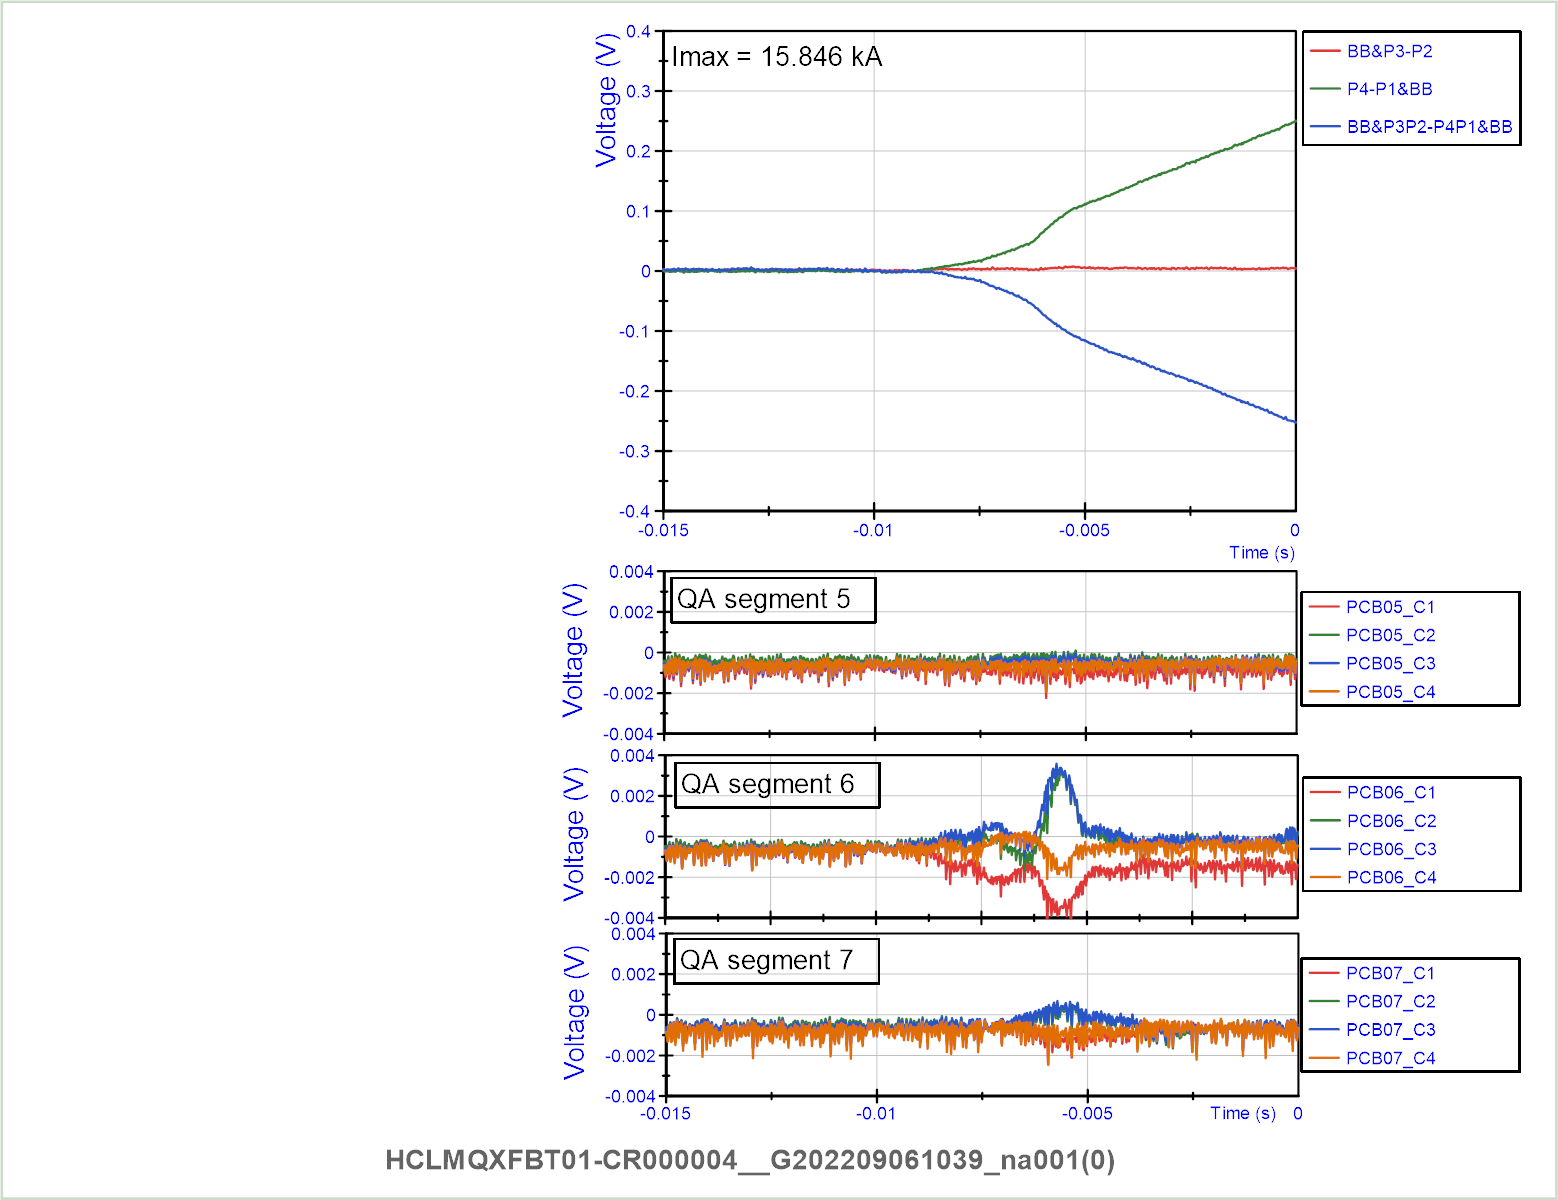 Imax = 15.846 kA
Voltage (V)
0.4
0.3
0.2
0.1
0
-0.1
-0.2
-0.3
-0.4
-0.015
-0.01
-0.005
0
Time (s)
BB&P3-P2
P4-P1&BB
BB&P3P2-P4P1&BB
QA segment 5
Voltage (V)
0.004
0.002
0
-0.002
-0.004
PCB05_C1
PCB05_C2
PCB05_C3
PCB05_C4
QA segment 6
Voltage (V)
0.004
0.002
0
-0.002
-0.004
PCB06_C1
PCB06_C2
PCB06_C3
PCB06_C4
QA segment 7
Voltage (V)
0.004
0.002
0
-0.002
-0.004
PCB07_C1
PCB07_C2
PCB07_C3
PCB07_C4
-0.015
-0.01
-0.005
Time (s)
0
HCLMQXFBT01-CR000004__G202209061039_na001(0)